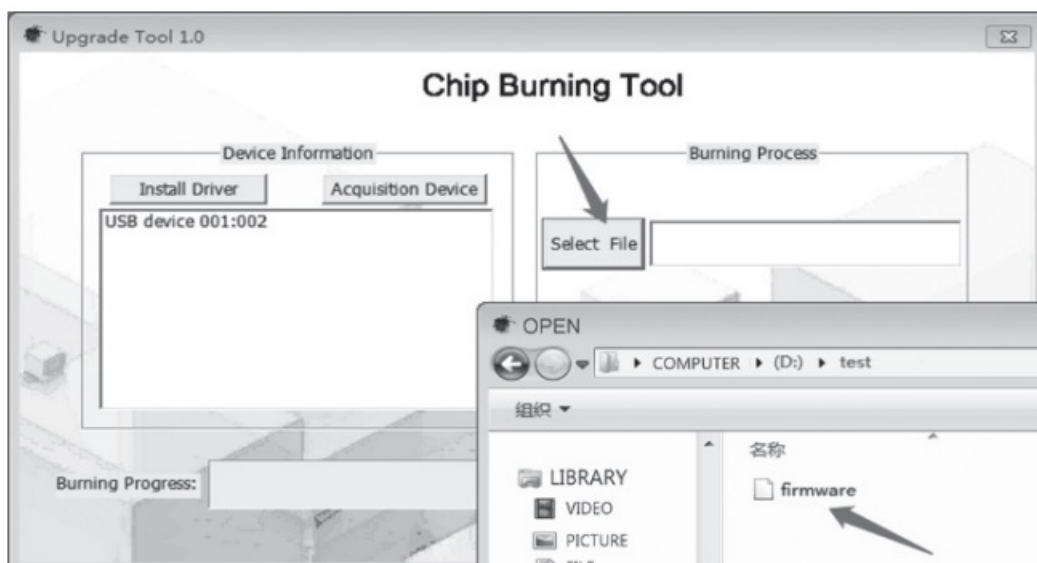 Upgrade Tool 1.0
Chip Burning Tool
Device Information
Install Driver
Acquisition Device
USB device 001:002
Burning Process
Select File
Burning Progress:
OPEN
COMPUTER (D:) test
组织
LIBRARY
VIDEO
PICTURE
名称
firmware